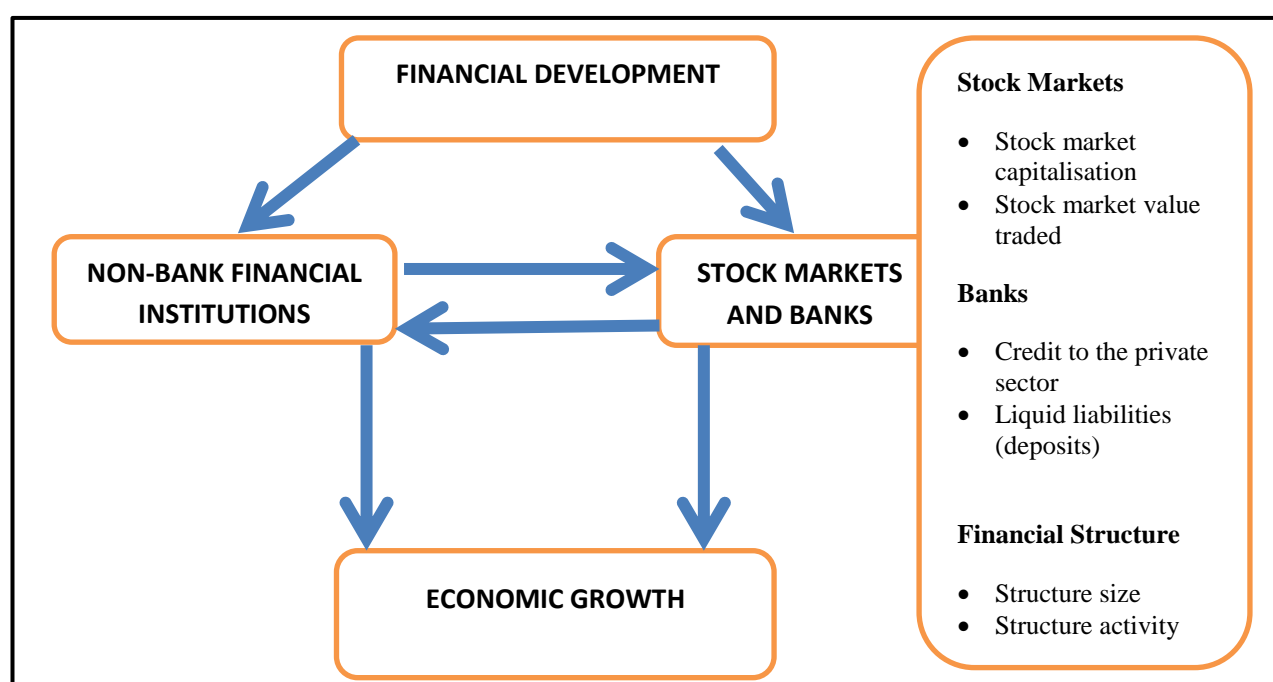 FINANCIAL DEVELOPMENT
NON-BANK FINANCIAL
INSTITUTIONS
STOCK MARKETS
AND BANKS
ECONOMIC GROWTH
Stock Markets
• Stock market
capitalisation
• Stock market value
traded
Banks
• Credit to the private
sector
• Liquid liabilities
(deposits)
Financial Structure
• Structure size
• Structure activity